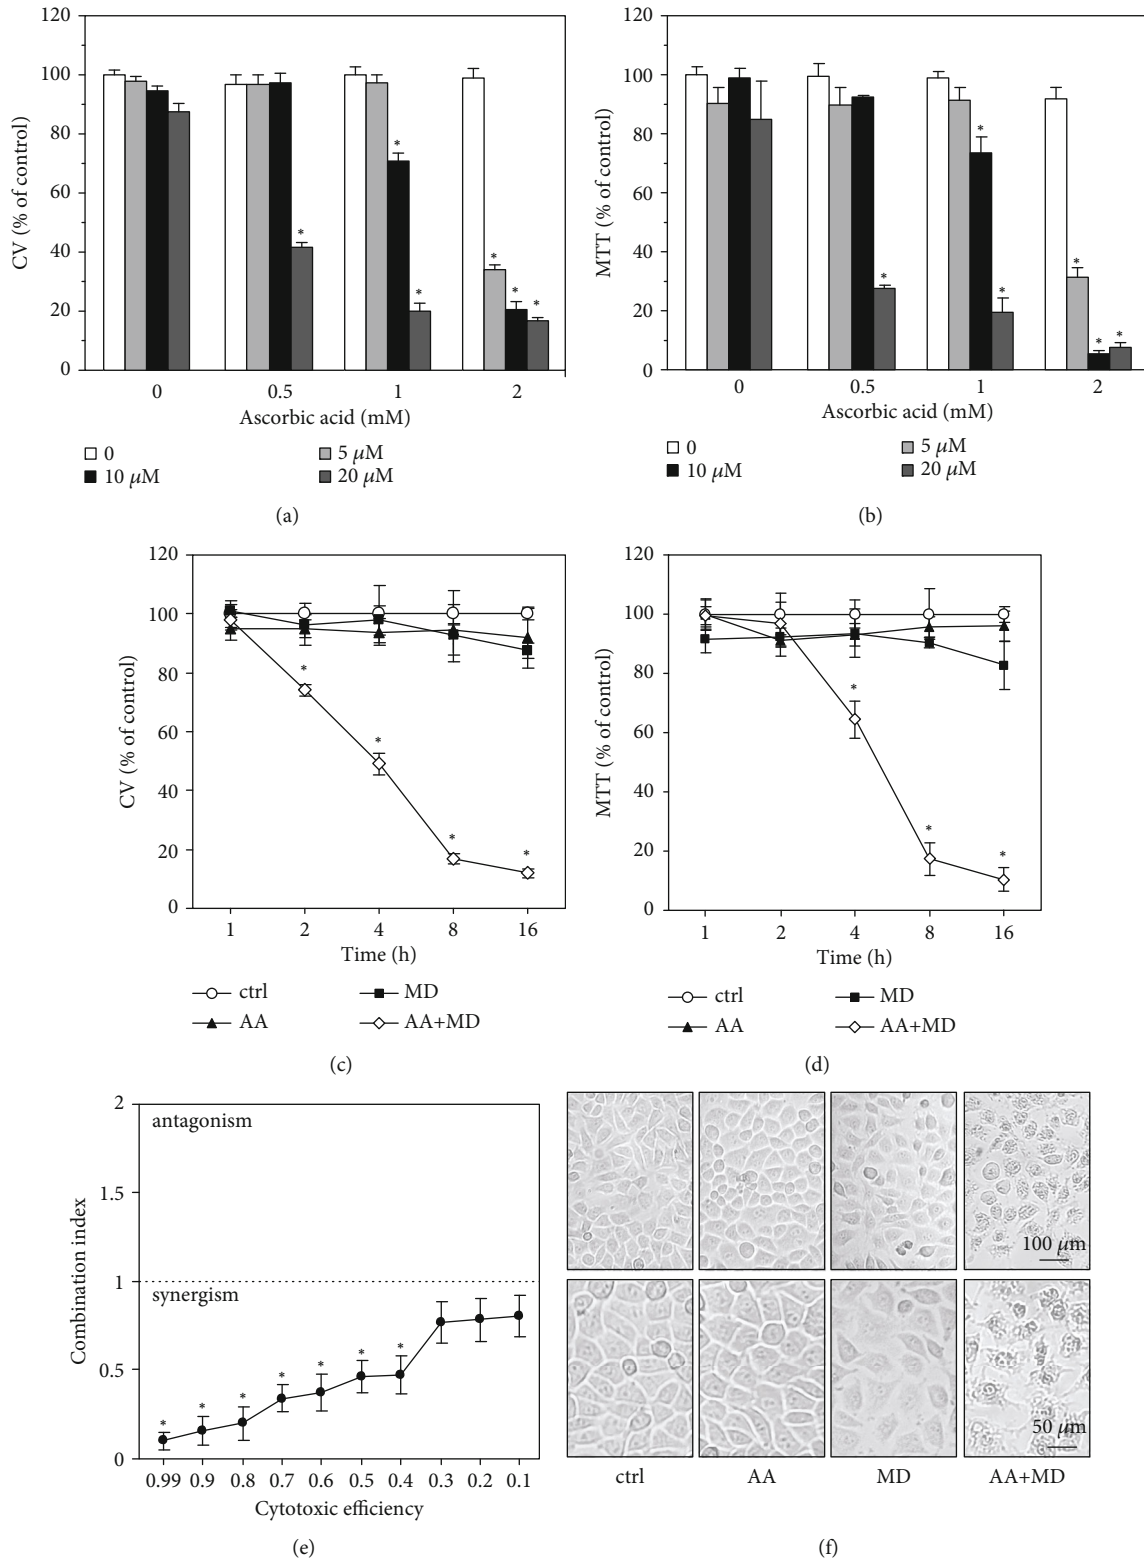 120
100
80
60
40
20
0
CV (% of control)
* * * * * *
0 0.5 1 2
Ascorbic acid (mM)
0 5 μM
10 μM 20 μM
(a)
120
100
80
60
40
20
0
MTT (% of control)
* * * * * *
0 0.5 1 2
Ascorbic acid (mM)
0 5 μM
10 μM 20 μM
(b)
120
100
80
60
40
20
0
CV (% of control)
* * * *
1 2 4 8 16
Time (h)
ctrl MD
AA AA+MD
(c)
120
100
80
60
40
20
0
MTT (% of control)
* * *
1 2 4 8 16
Time (h)
ctrl MD
AA AA+MD
(d)
2
1.5
1
0.5
0
Combination index
antagonism
synergism
* * * * * * *
0.99 0.9 0.8 0.7 0.6 0.5 0.4 0.3 0.2 0.1
Cytotoxic efficiency
(e)
100 μm
50 μm
ctrl AA MD AA+MD
(f)